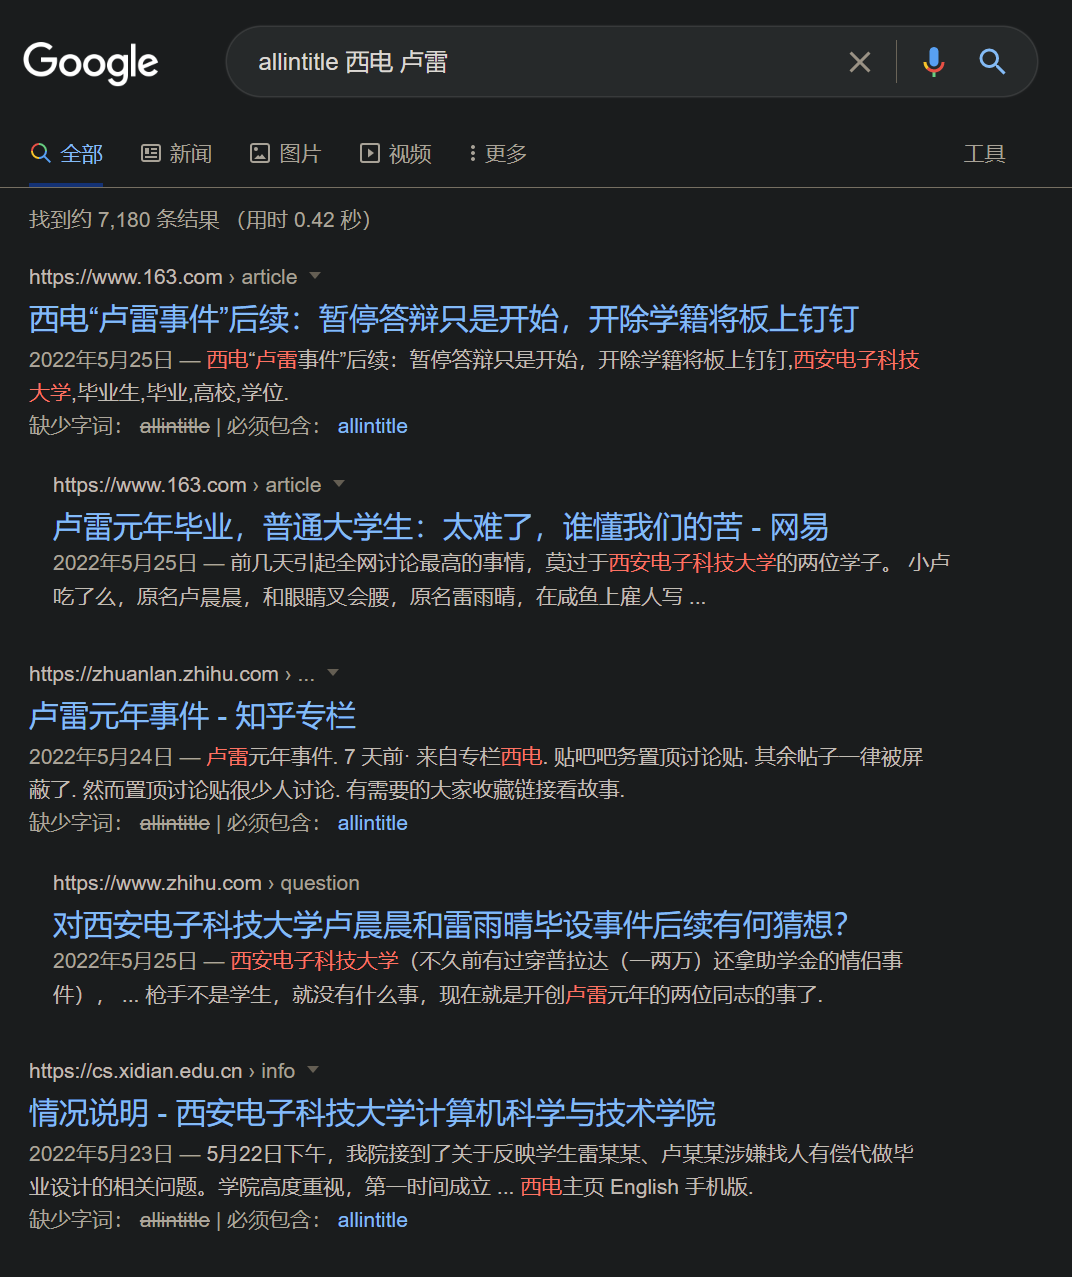 Google
allintitle 西电 卢雷
全部 新闻 图片 视频 更多 工具
找到约 7,180 条结果 （用时 0.42 秒）
https://www.163.com › article
西电“卢雷事件”后续：暂停答辩只是开始，开除学籍将板上钉钉
2022年5月25日 — 西电“卢雷事件”后续：暂停答辩只是开始，开除学籍将板上钉钉,西安电子科技
大学,毕业生,毕业,高校,学位.
缺少字词： allintitle | 必须包含： allintitle
https://www.163.com › article
卢雷元年毕业，普通大学生：太难了，谁懂我们的苦 - 网易
2022年5月25日 — 前几天引起全网讨论最高的事情，莫过于西安电子科技大学的两位学子。 小卢
吃了么，原名卢晨晨，和眼睛叉会腰，原名雷雨晴，在咸鱼上雇人写 ...
https://zhuanlan.zhihu.com › ...
卢雷元年事件 - 知乎专栏
2022年5月24日 — 卢雷元年事件. 7 天前· 来自专栏西电. 贴吧吧务置顶讨论贴. 其余帖子一律被屏
蔽了. 然而置顶讨论贴很少人讨论. 有需要的大家收藏链接看故事.
缺少字词： allintitle | 必须包含： allintitle
https://www.zhihu.com › question
对西安电子科技大学卢晨晨和雷雨晴毕设事件后续有何猜想？
2022年5月25日 — 西安电子科技大学（不久前有过穿普拉达（一两万）还拿助学金的情侣事
件）， ... 枪手不是学生，就没有什么事，现在就是开创卢雷元年的两位同志的事了.
https://cs.xidian.edu.cn › info
情况说明 - 西安电子科技大学计算机科学与技术学院
2022年5月23日 — 5月22日下午，我院接到了关于反映学生雷某某、卢某某涉嫌找人有偿代做毕
业设计的相关问题。学院高度重视，第一时间成立 ... 西电主页 English 手机版.
缺少字词： allintitle | 必须包含： allintitle